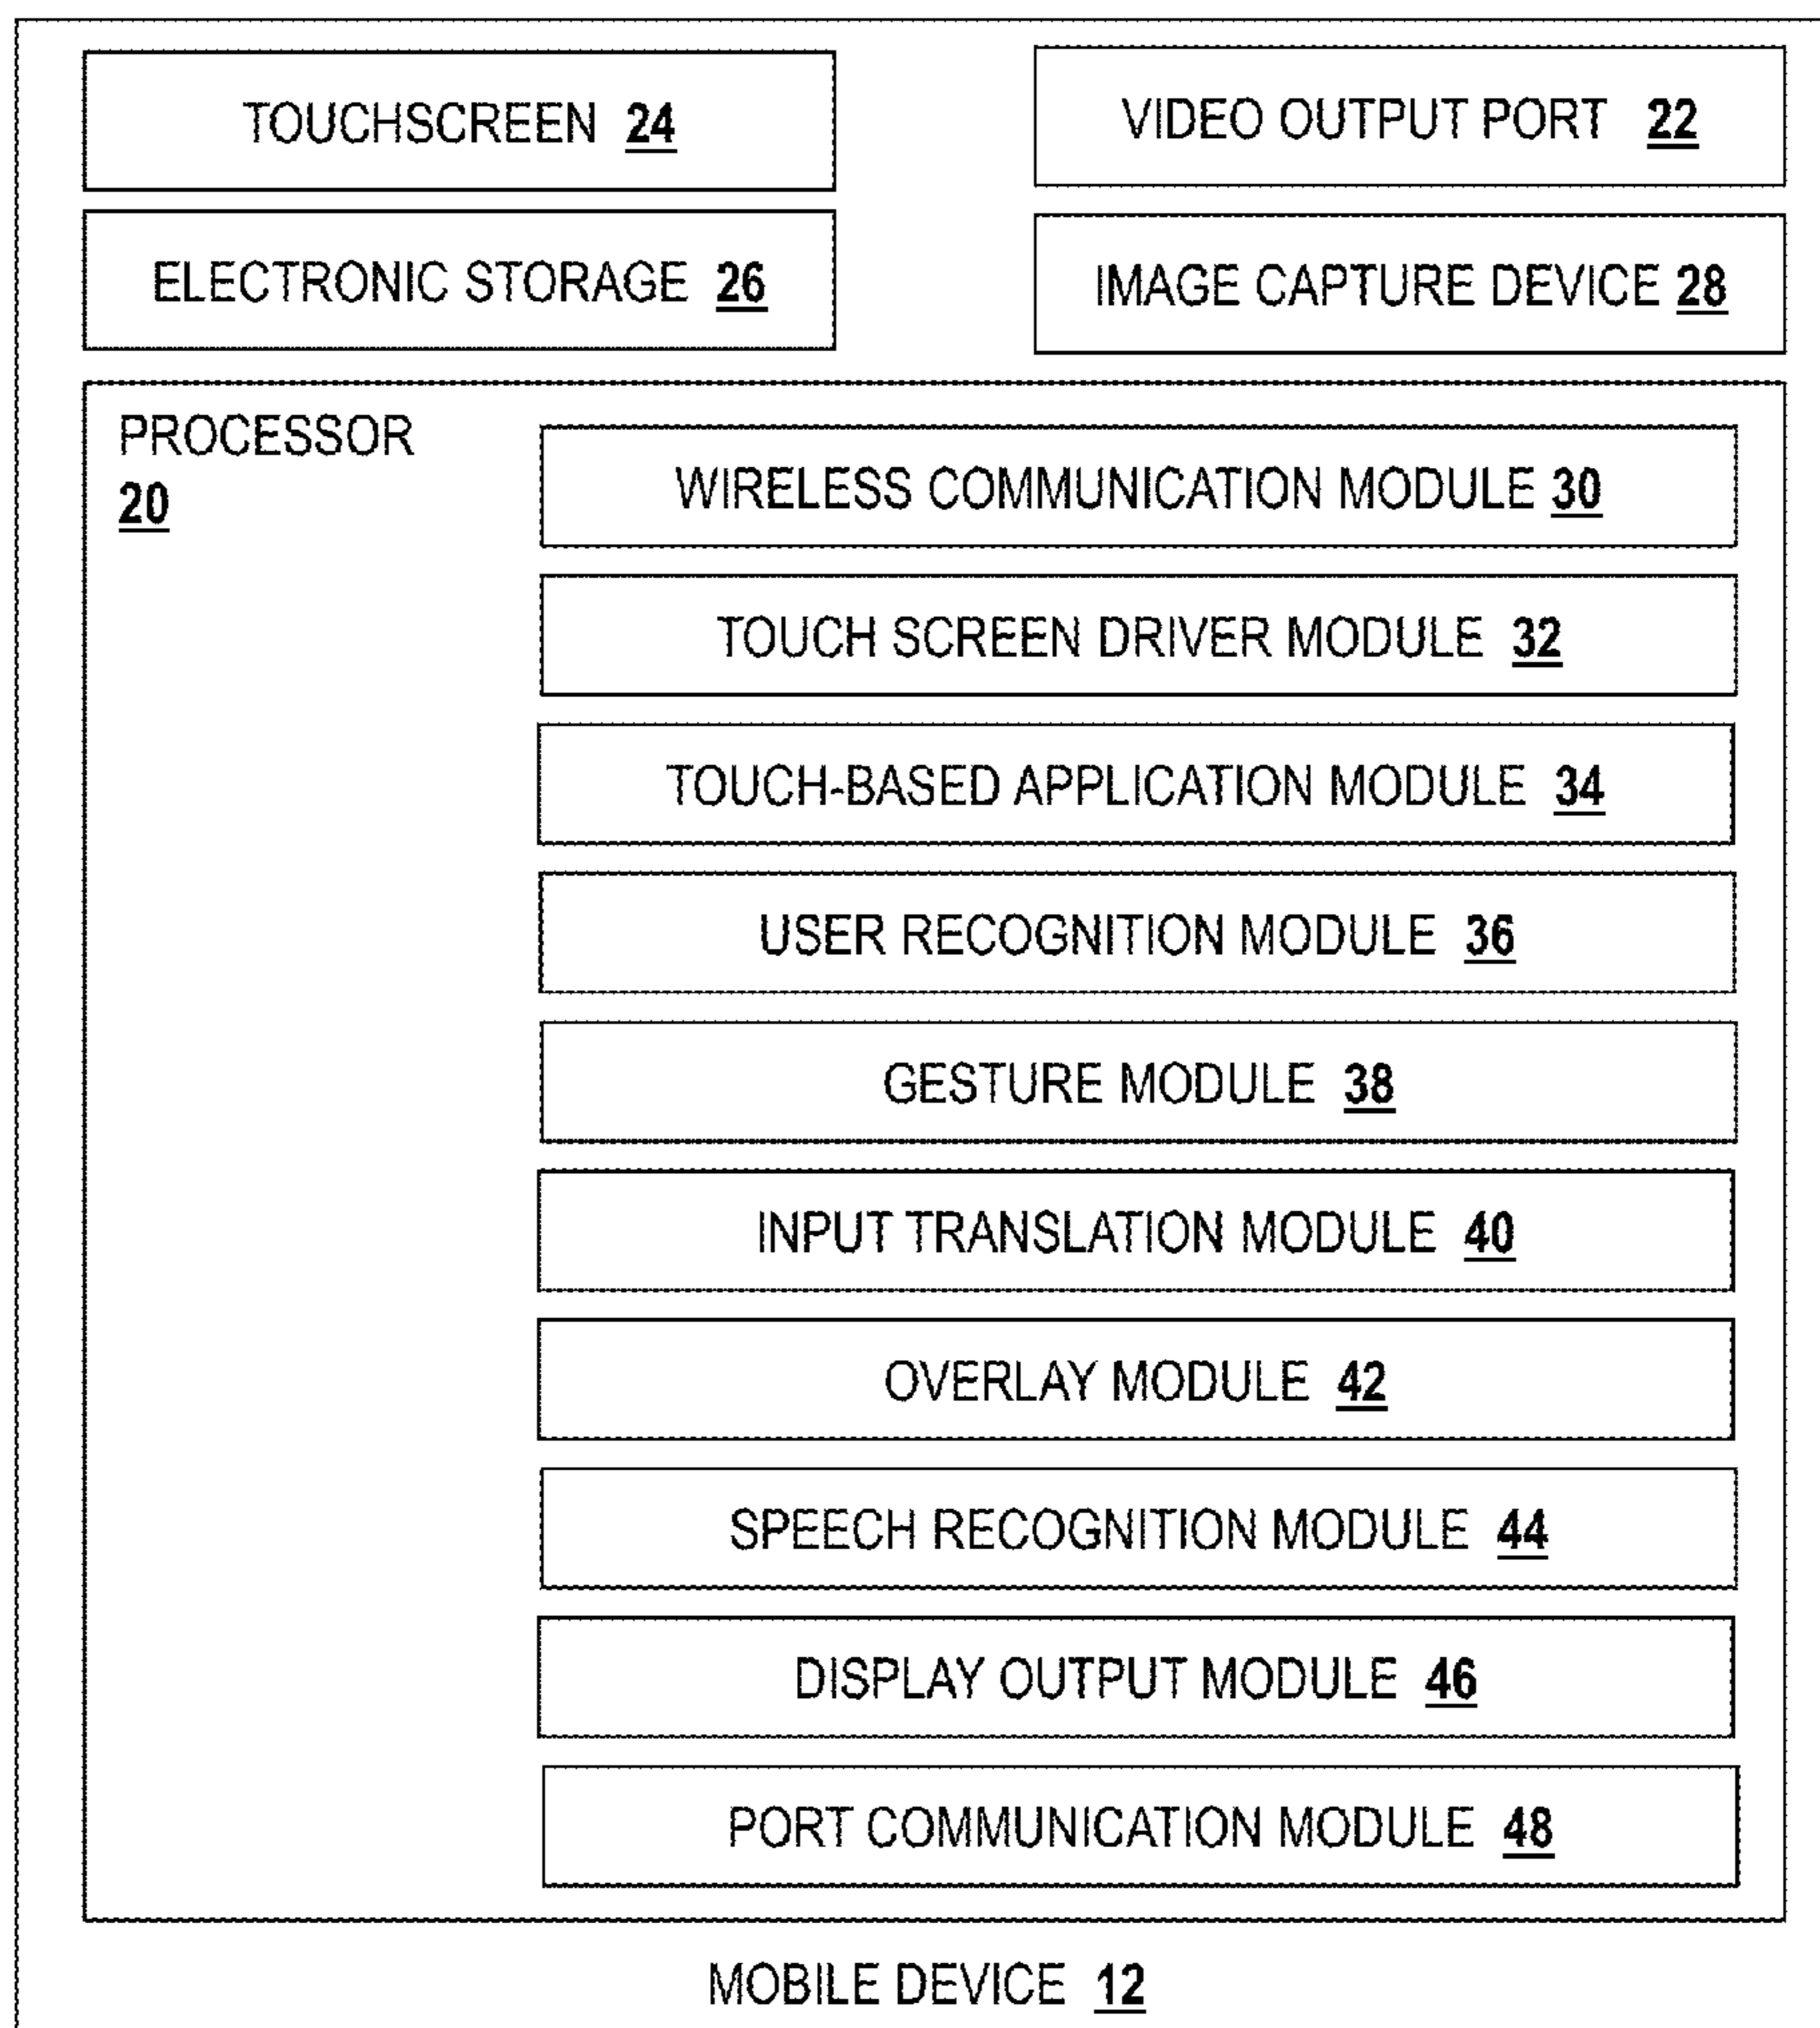 TOUCHSCREEN 24
VIDEO OUTPUT PORT 22
ELECTRONIC STORAGE 26
IMAGE CAPTURE DEVICE 28
PROCESSOR
20
WIRELESS COMMUNICATION MODULE 30
TOUCH SCREEN DRIVER MODULE 32
TOUCH-BASED APPLICATION MODULE 34
USER RECOGNITION MODULE 36
GESTURE MODULE 38
INPUT TRANSLATION MODULE 40
OVERLAY MODULE 42
SPEECH RECOGNITION MODULE 44
DISPLAY OUTPUT MODULE 46
PORT COMMUNICATION MODULE 48
MOBILE DEVICE 12